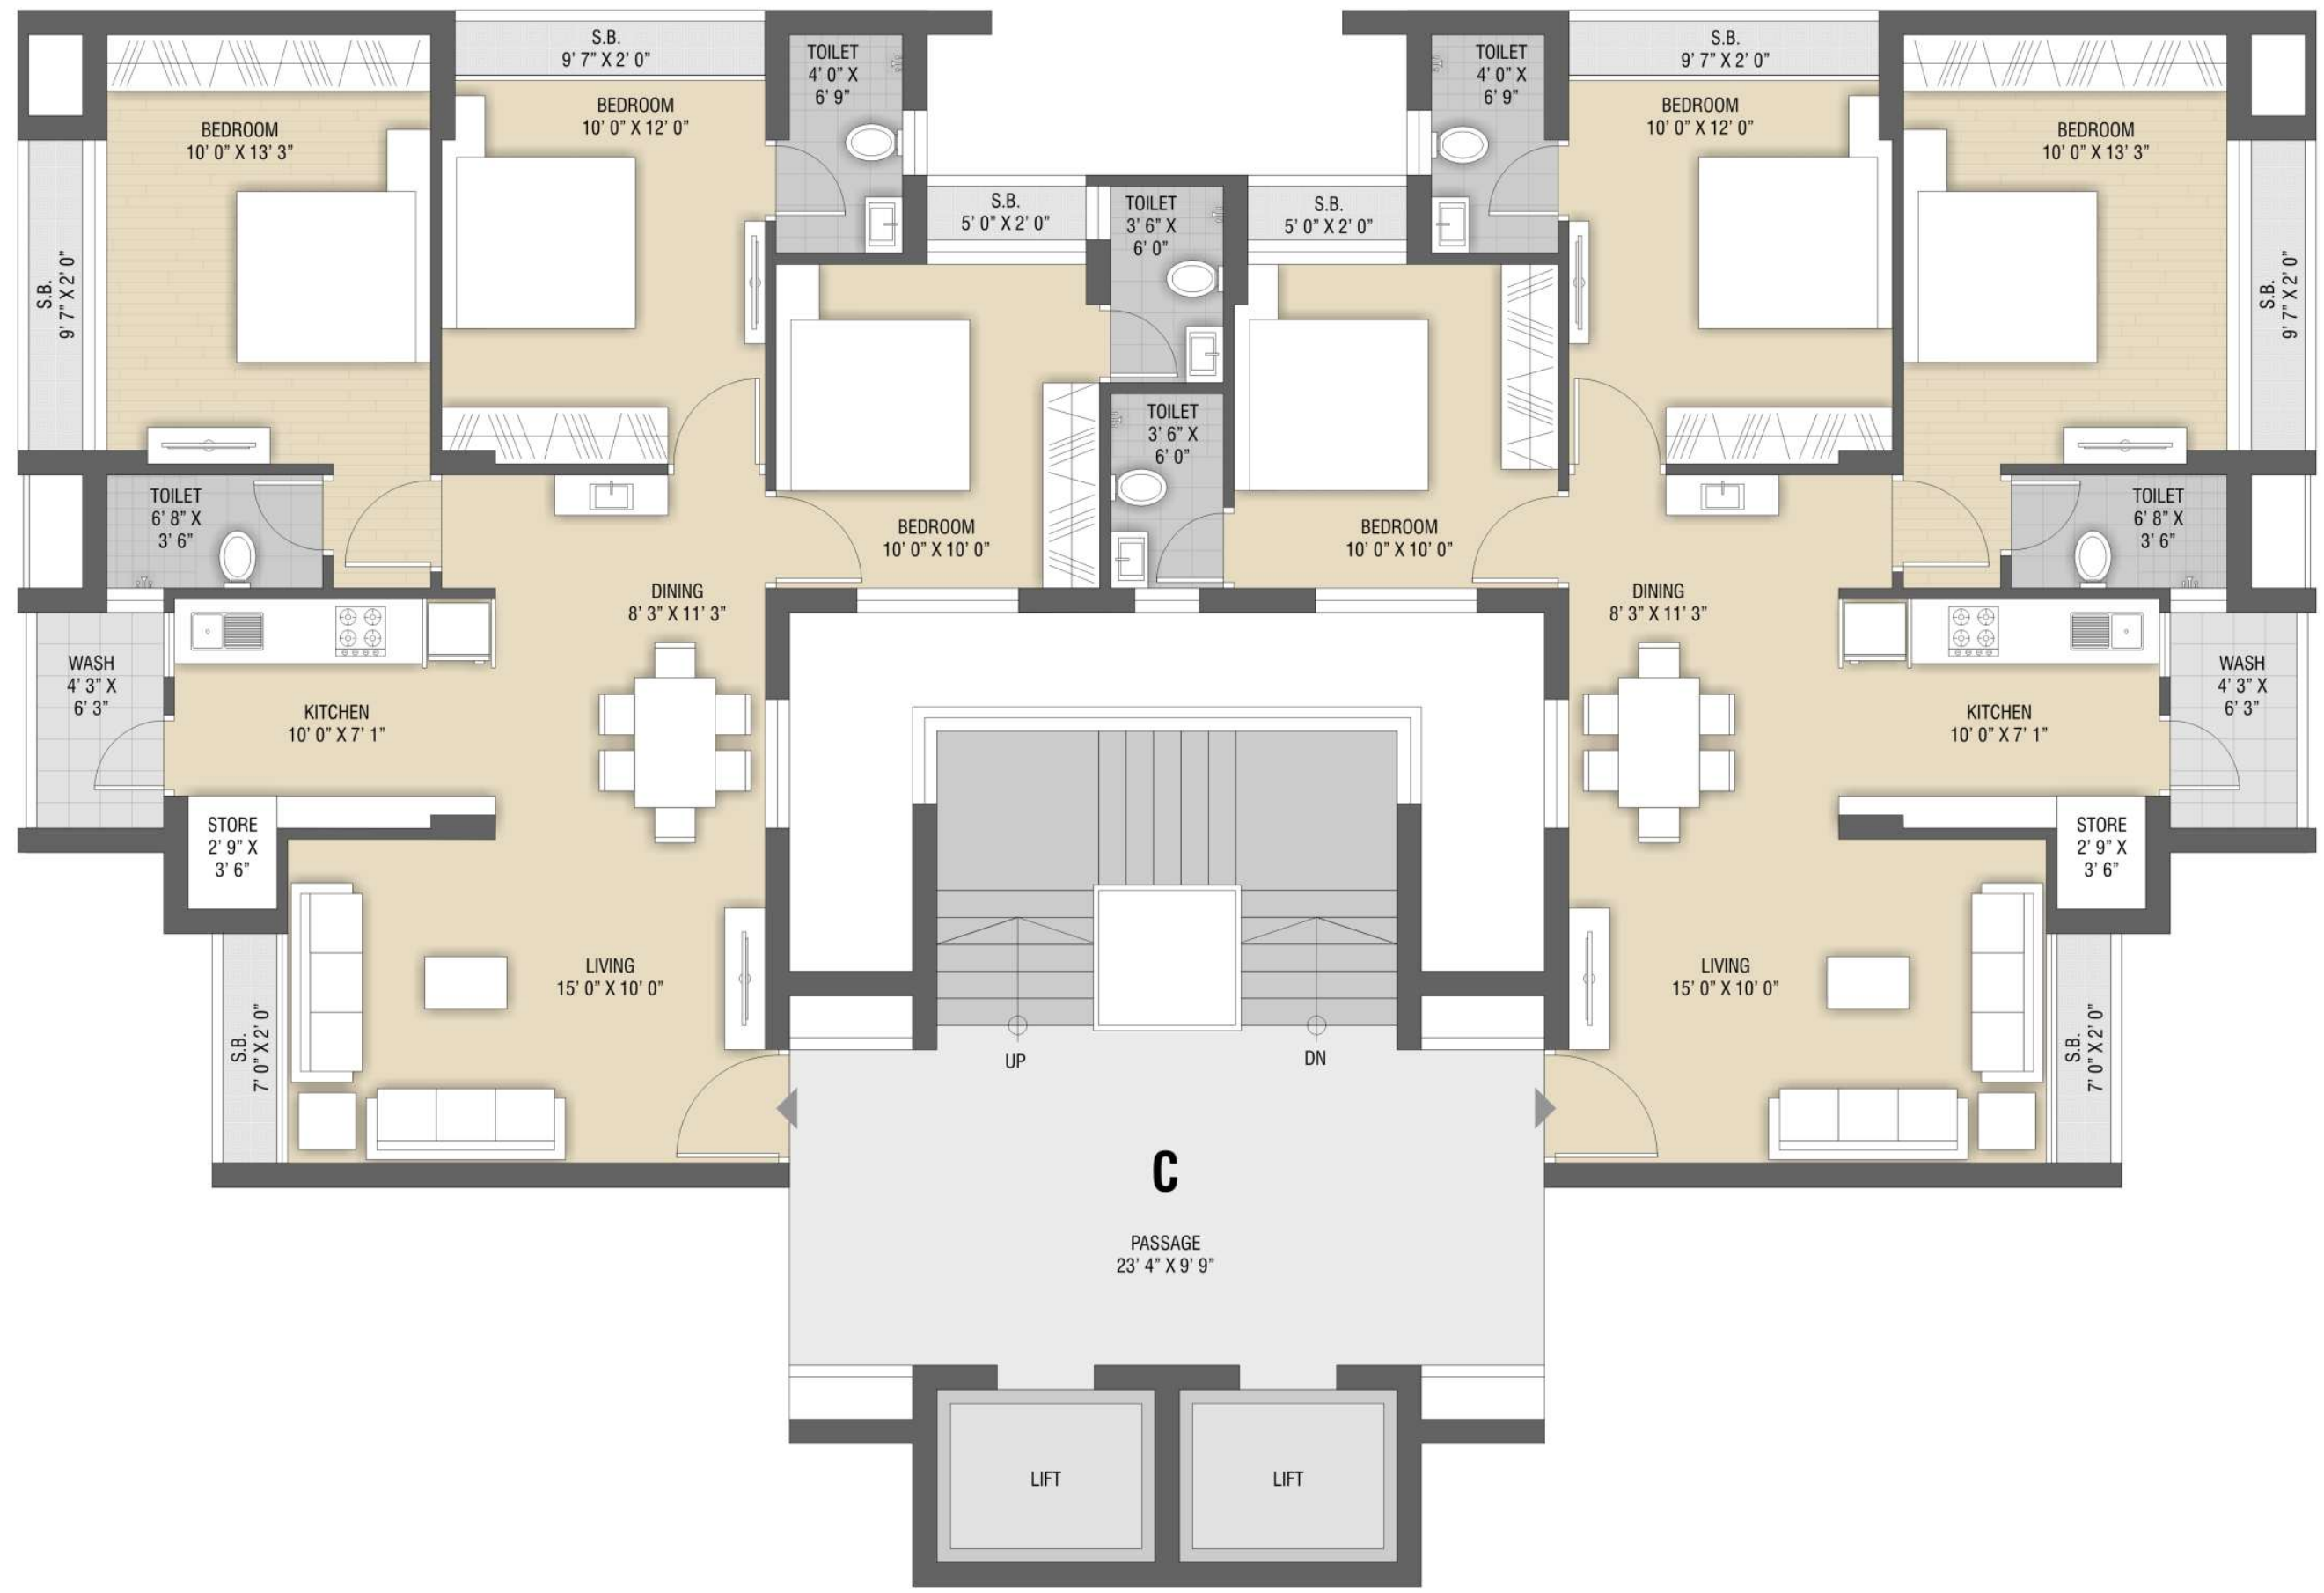 S.B.
9' 7" X 2' 0"
TOILET
4' 0" X
6' 9"
TOILET
4' 0" X
6' 9"
S.B.
9' 7" X 2' 0"
BEDROOM
10' 0" X 13' 3"
BEDROOM
10' 0" X 12' 0"
BEDROOM
10' 0" X 12' 0"
BEDROOM
10' 0" X 13' 3"
S.B.
9' 7" X 2' 0"
S.B.
5' 0" X 2' 0"
TOILET
3' 6" X
6' 0"
S.B.
5' 0" X 2' 0"
S.B.
9' 7" X 2' 0"
TOILET
3' 6" X
6' 0"
TOILET
6' 8" X
3' 6"
BEDROOM
10' 0" X 10' 0"
BEDROOM
10' 0" X 10' 0"
TOILET
6' 8" X
3' 6"
DINING
8' 3" X 11' 3"
DINING
8' 3" X 11' 3"
WASH
4' 3" X
6' 3"
KITCHEN
10' 0" X 7' 1"
KITCHEN
10' 0" X 7' 1"
WASH
4' 3" X
6' 3"
STORE
2' 9" X
3' 6"
STORE
2' 9" X
3' 6"
LIVING
15' 0" X 10' 0"
LIVING
15' 0" X 10' 0"
S.B.
7' 0" X 2' 0"
UP
DN
S.B.
7' 0" X 2' 0"
C
PASSAGE
23' 4" X 9' 9"
LIFT
LIFT